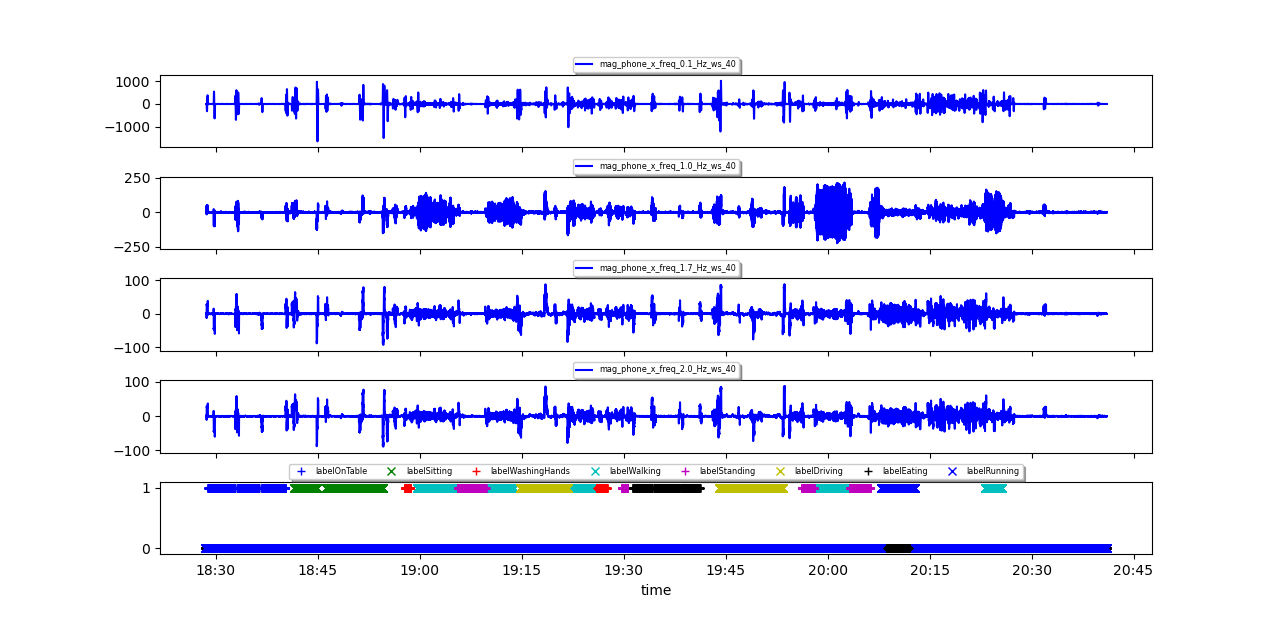 mag_phone_x_freq_0.1_Hz_ws_40
1000
0
−1000
mag_phone_x_freq_1.0_Hz_ws_40
250
0
−250
mag_phone_x_freq_1.7_Hz_ws_40
100
0
−100
mag_phone_x_freq_2.0_Hz_ws_40
100
0
−100
labelOnTable labelSitting labelWashingHands labelWalking labelStanding labelDriving labelEating labelRunning
1
0
18:30 18:45 19:00 19:15 19:30 19:45 20:00 20:15 20:30 20:45
time